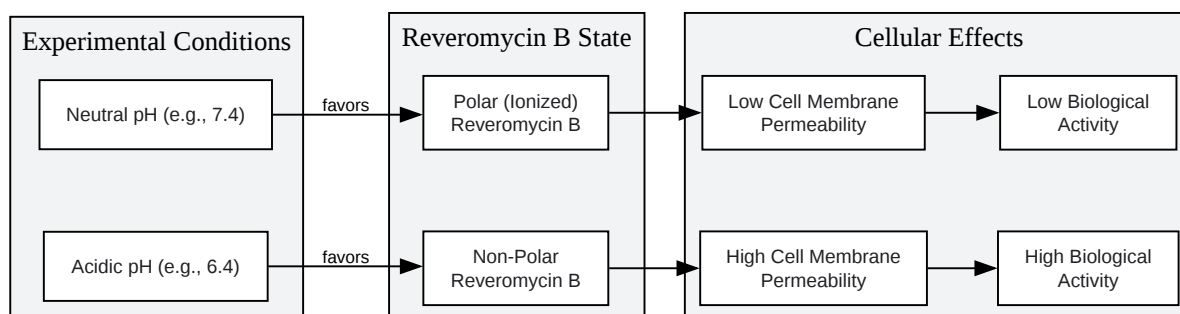 Experimental Conditions
Reveromycin B State
Cellular Effects
Neutral pH (e.g., 7.4)
favors
Polar (Ionized)
Reveromycin B
Low Cell Membrane
Permeability
Low Biological
Activity
Acidic pH (e.g., 6.4)
favors
Non-Polar
Reveromycin B
High Cell Membrane
Permeability
High Biological
Activity